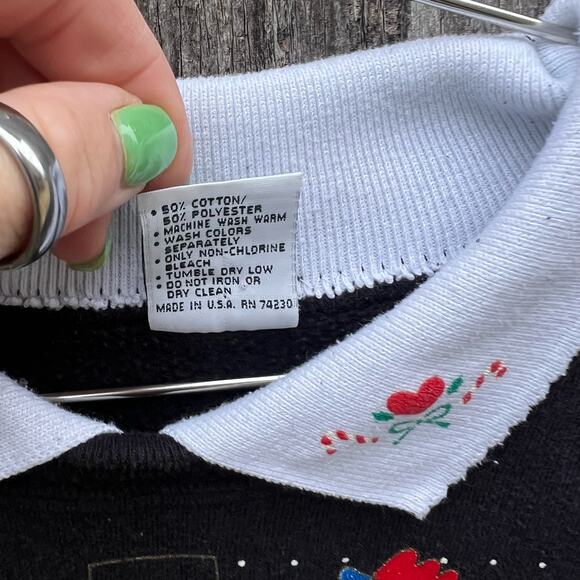 • 50% COTTON/
50% POLYESTER
• MACHINE WASH WARM
• WASH COLORS
SEPARATELY
• ONLY NON-CHLORINE
BLEACH
• TUMBLE DRY LOW
• DO NOT IRON OR
DRY CLEAN
MADE IN U.S.A. RN 74230